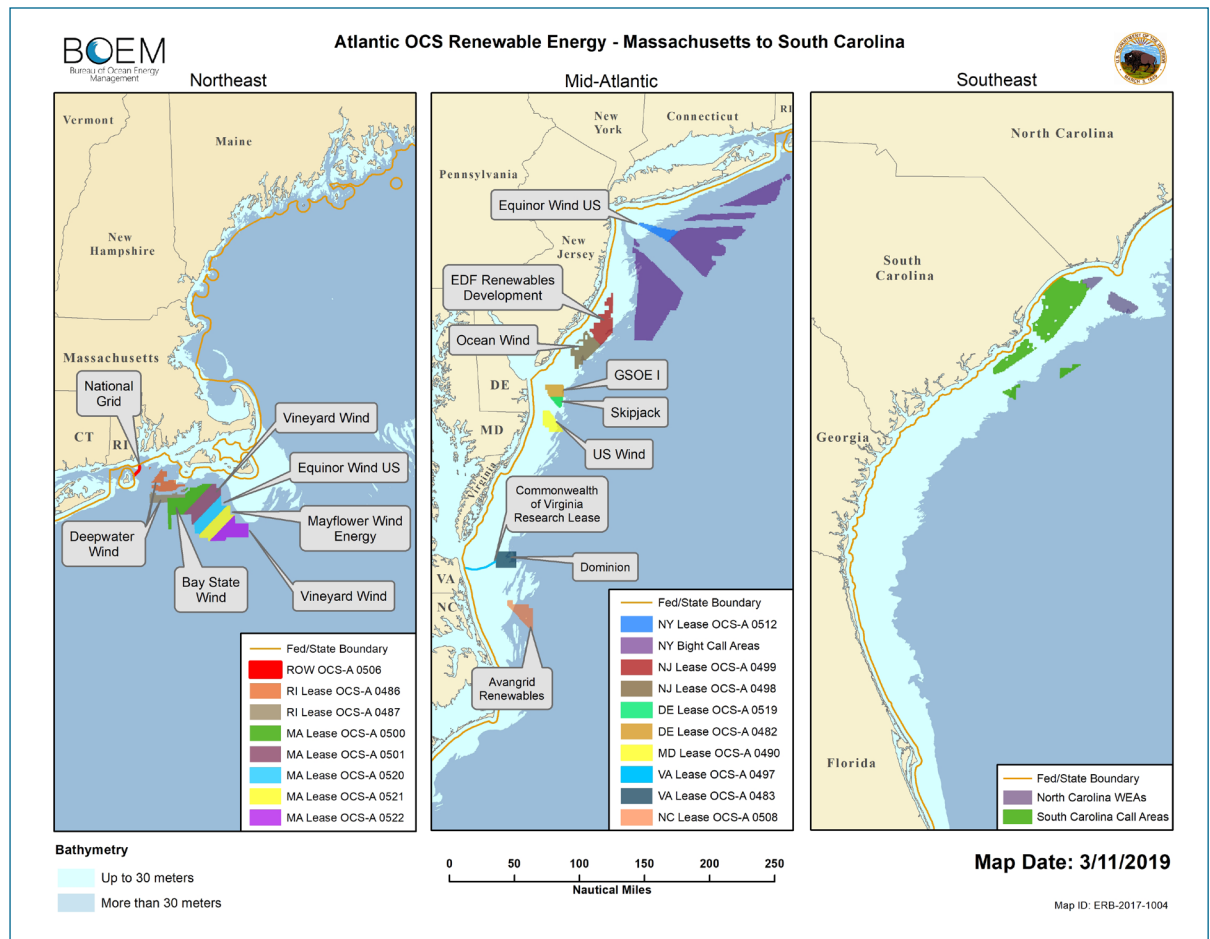 BOEM
Bureau of Ocean Energy
Management
Atlantic OCS Renewable Energy - Massachusetts to South Carolina
U.S. DEPARTMENT OF THE INTERIOR
MARCH 3, 1849
Northeast
Vermont
Maine
New
Hampshire
Massachusetts
National
Grid
CT
RI
Vineyard Wind
Equinor Wind US
Mayflower Wind
Energy
Deepwater
Wind
Bay State
Wind
Vineyard Wind
Fed/State Boundary
ROW OCS-A 0506
RI Lease OCS-A 0486
RI Lease OCS-A 0487
MA Lease OCS-A 0500
MA Lease OCS-A 0501
MA Lease OCS-A 0520
MA Lease OCS-A 0521
MA Lease OCS-A 0522
Mid-Atlantic
New
York
Connecticut
RI
Pennsylvania
Equinor Wind US
New
Jersey
EDF Renewables
Development
Ocean Wind
DE
GSOE I
Skipjack
MD
US Wind
Virginia
Commonwealth
of Virginia
Research Lease
Dominion
VA
NC
Avangrid
Renewables
Fed/State Boundary
NY Lease OCS-A 0512
NY Bight Call Areas
NJ Lease OCS-A 0499
NJ Lease OCS-A 0498
DE Lease OCS-A 0519
DE Lease OCS-A 0482
MD Lease OCS-A 0490
VA Lease OCS-A 0497
VA Lease OCS-A 0483
NC Lease OCS-A 0508
Southeast
North Carolina
South
Carolina
Georgia
Florida
Fed/State Boundary
North Carolina WEAs
South Carolina Call Areas
Bathymetry
Up to 30 meters
More than 30 meters
0 50 100 150 200 250
Nautical Miles
Map Date: 3/11/2019
Map ID: ERB-2017-1004